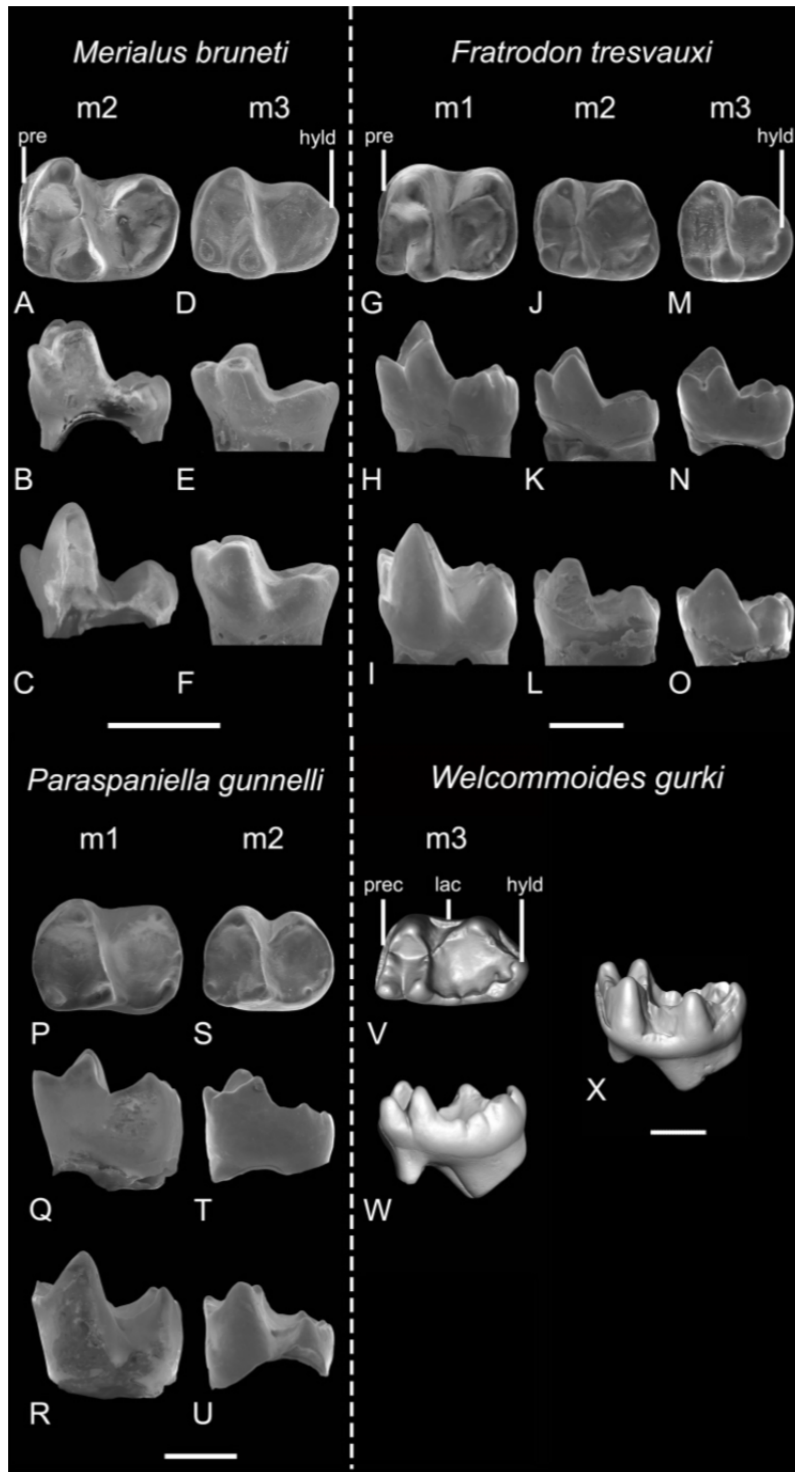 Merialus bruneti
m2 m3
pre hyld
A D
B E
C F
Fratrodon tresvauxi
m1 m2 m3
pre hyld
G J M
H K N
I L O
Paraspaniella gunnelli
m1 m2
P S
Q T
R U
Welcommoides gurki
m3
prec lac hyld
V
X
W